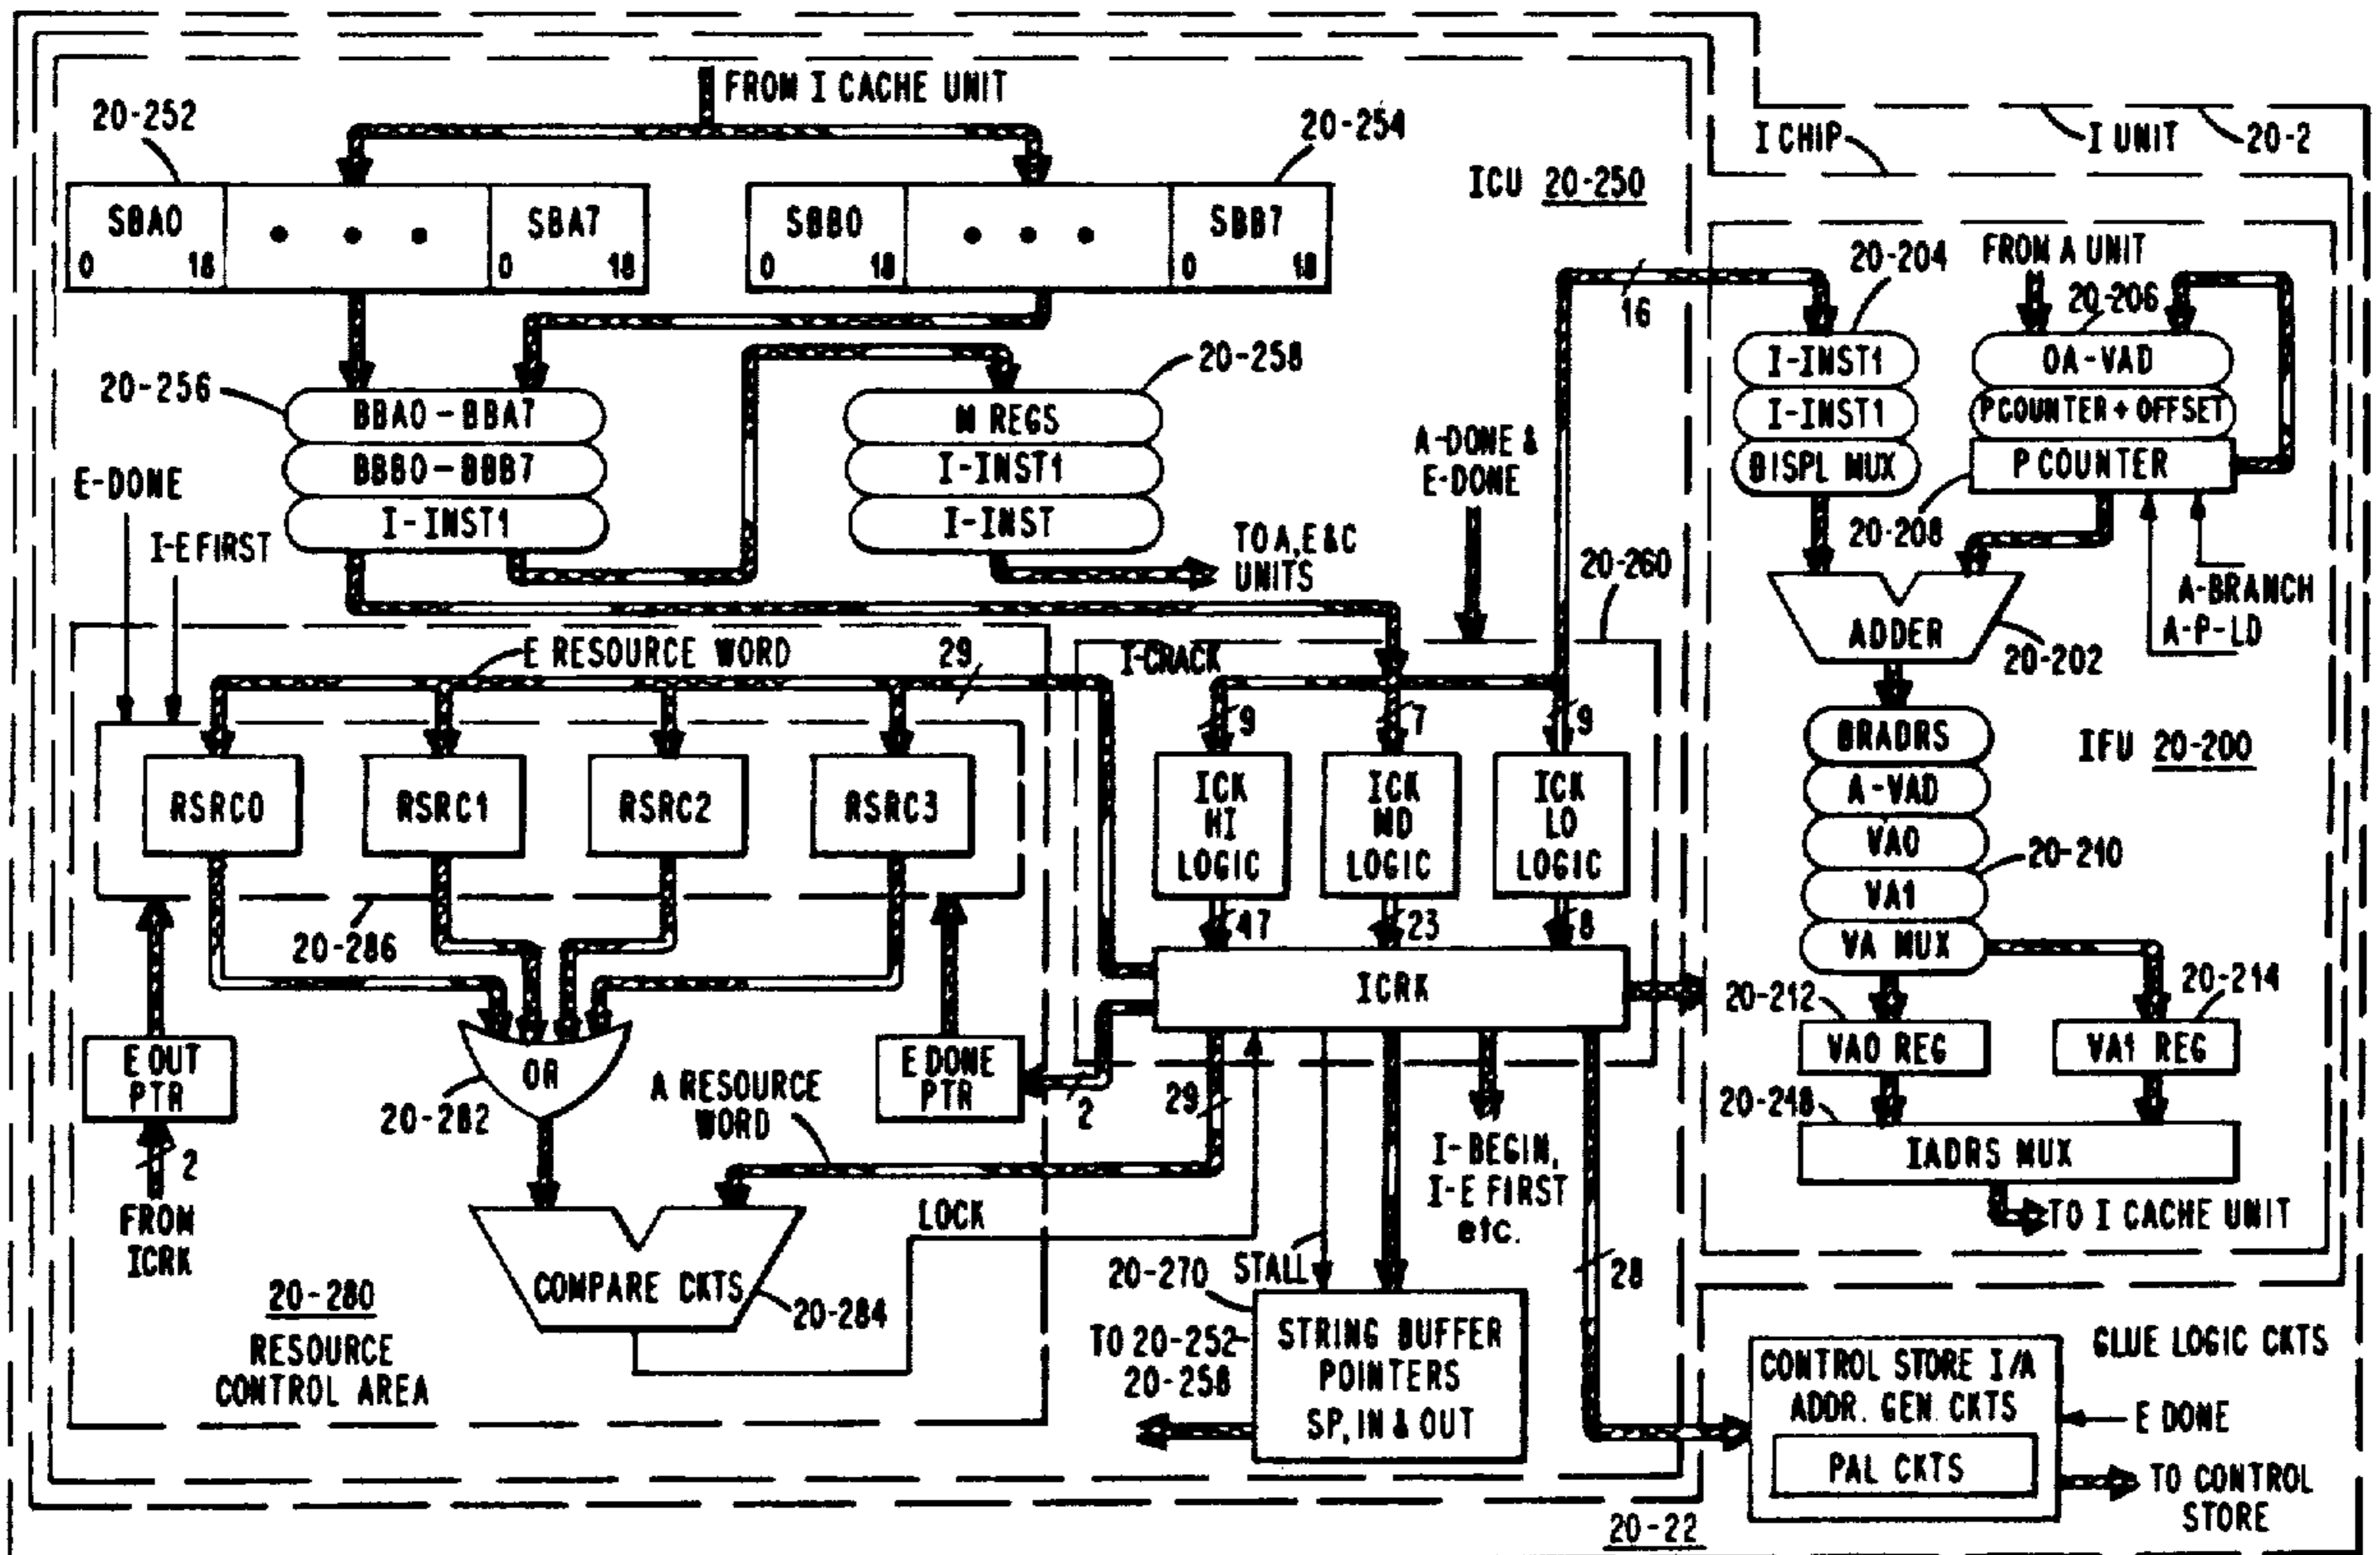 FROM I CACHE UNIT
20-252
20-254
I CHIP
I UNIT
20-2
ICU 20-250
SBA0
0 18
SBA7
0 18
SBB0
0 18
SBB7
0 18
16
20-204
FROM A UNIT
20-206
I-INST1
I-INST1
DISPL MUX
OA-VAD
PCOUNTER + OFFSET
P COUNTER
20-208
20-256
BBA0-BBA7
BBB0-BBB7
I-INST1
20-258
M REGS
I-INST1
I-INST
TO A, E & C
UNITS
A-DONE &
E-DONE
E-DONE
I-E FIRST
20-260
A-BRANCH
A-P-LD
ADDER
20-202
E RESOURCE WORD
29
I-CRACK
9
7
9
RSRC0
RSRC1
RSRC2
RSRC3
ICK
HI
LOGIC
ICK
MD
LOGIC
ICK
LO
LOGIC
47
23
8
BRADRS
A-VAD
VA0
VA1
VA MUX
IFU 20-200
20-210
20-286
ICRK
20-212
20-214
VA0 REG
VA1 REG
E OUT
PTR
OR
20-282
E DONE
PTR
2
2
FROM
ICRK
A RESOURCE
WORD
29
20-218
IADRS MUX
TO I CACHE UNIT
I-BEGIN,
I-E FIRST
etc.
LOCK
STALL
28
COMPARE CKTS
20-284
20-280
RESOURCE
CONTROL AREA
20-270
TO 20-252-
20-258
STRING BUFFER
POINTERS
SP, IN & OUT
GLUE LOGIC CKTS
CONTROL STORE I/A
ADDR. GEN. CKTS
PAL CKTS
E DONE
TO CONTROL
STORE
20-22